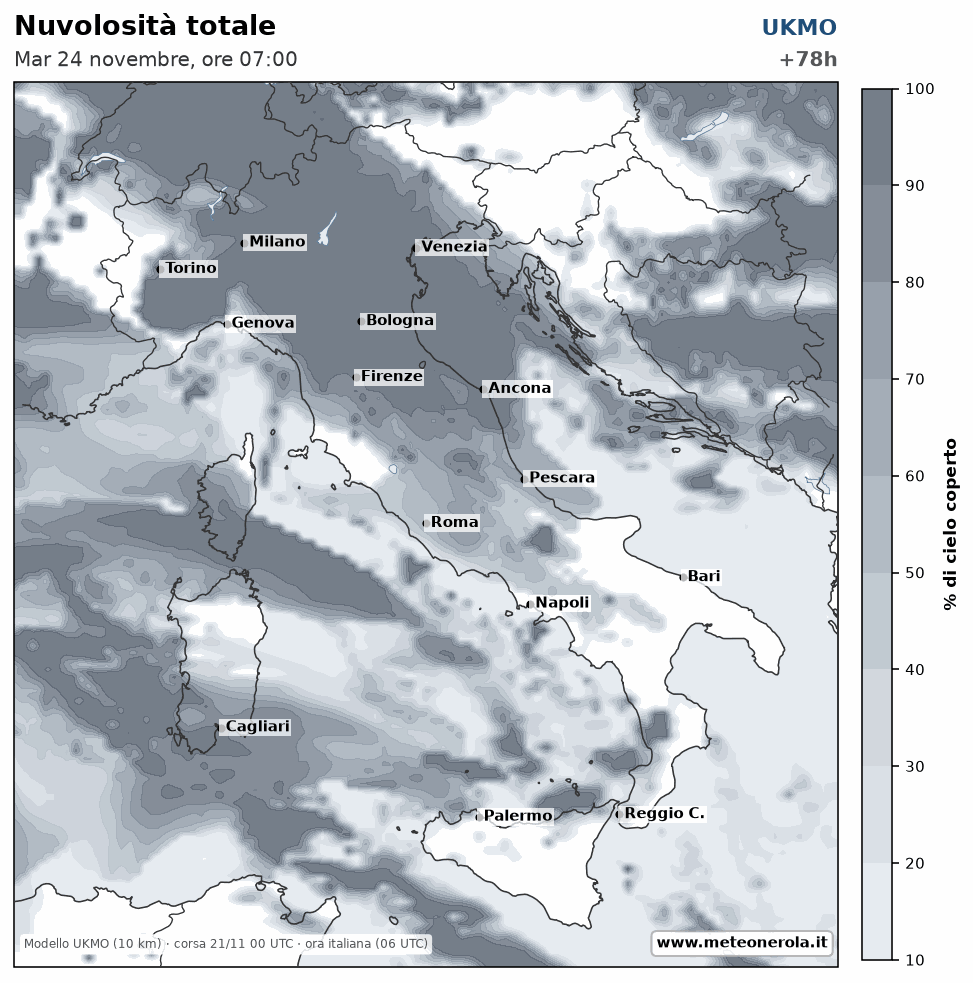 Nuvolosità totale
UKMO
Mar 24 novembre, ore 07:00
+78h
100
90
80
70
60
50
40
30
20
10
% di cielo coperto
Milano
Venezia
Torino
Genova
Bologna
Firenze
Ancona
Pescara
Roma
Bari
Napoli
Cagliari
Palermo
Reggio C.
Modello UKMO (10 km) · corsa 21/11 00 UTC · ora italiana (06 UTC)
www.meteonerola.it